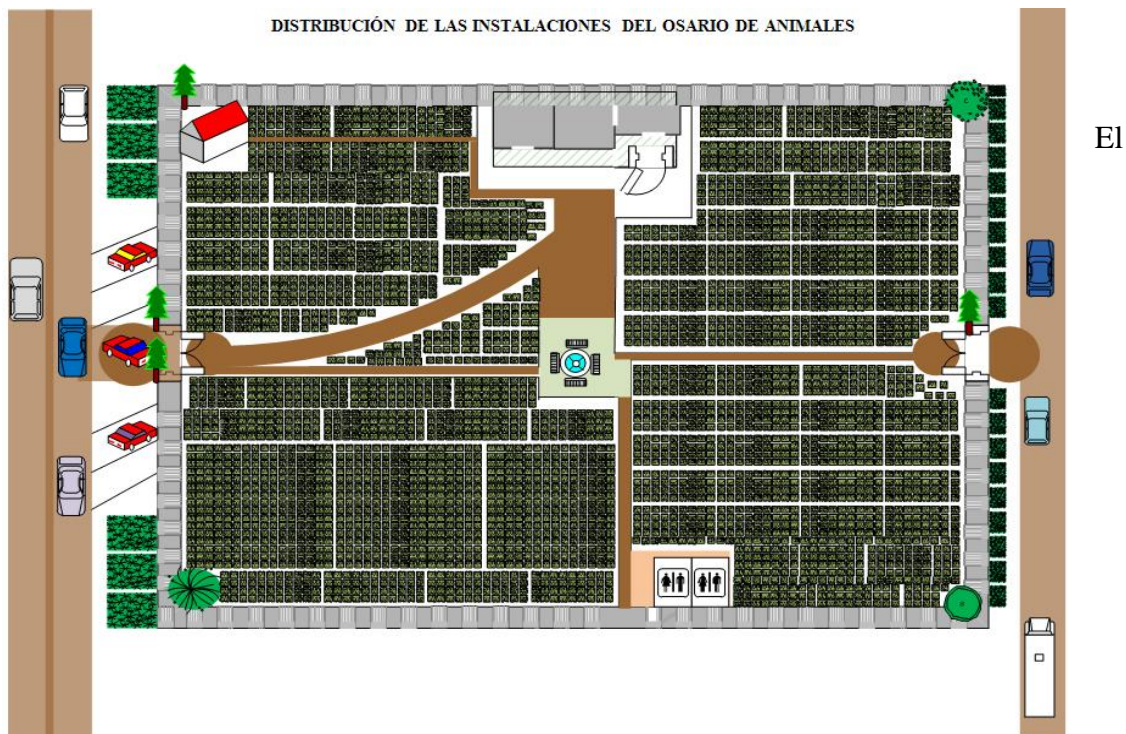 DISTRIBUCIÓN DE LAS INSTALACIONES DEL OSARIO DE ANIMALES
El